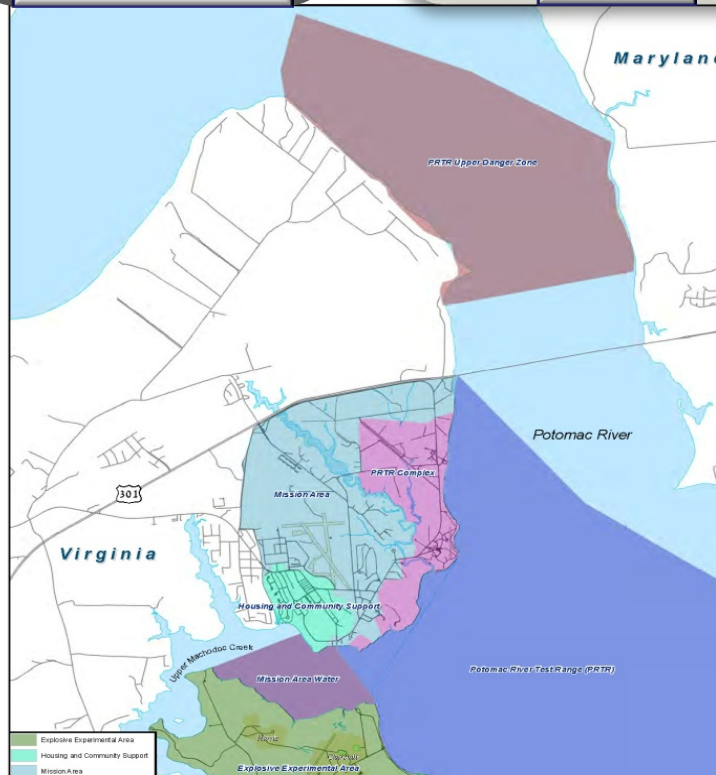 Marylan
PRTR Upper Danger Zone
Potomac River
PRTR Complex
Mission Area
301
Virginia
Housing and Community Support
Upper Machodoc Creek
Potomac River Test Range (PRTR)
Mission Area Water
Explosive Experimental Area
Explosive Experimental Area
Housing and Community Support
Mission Area